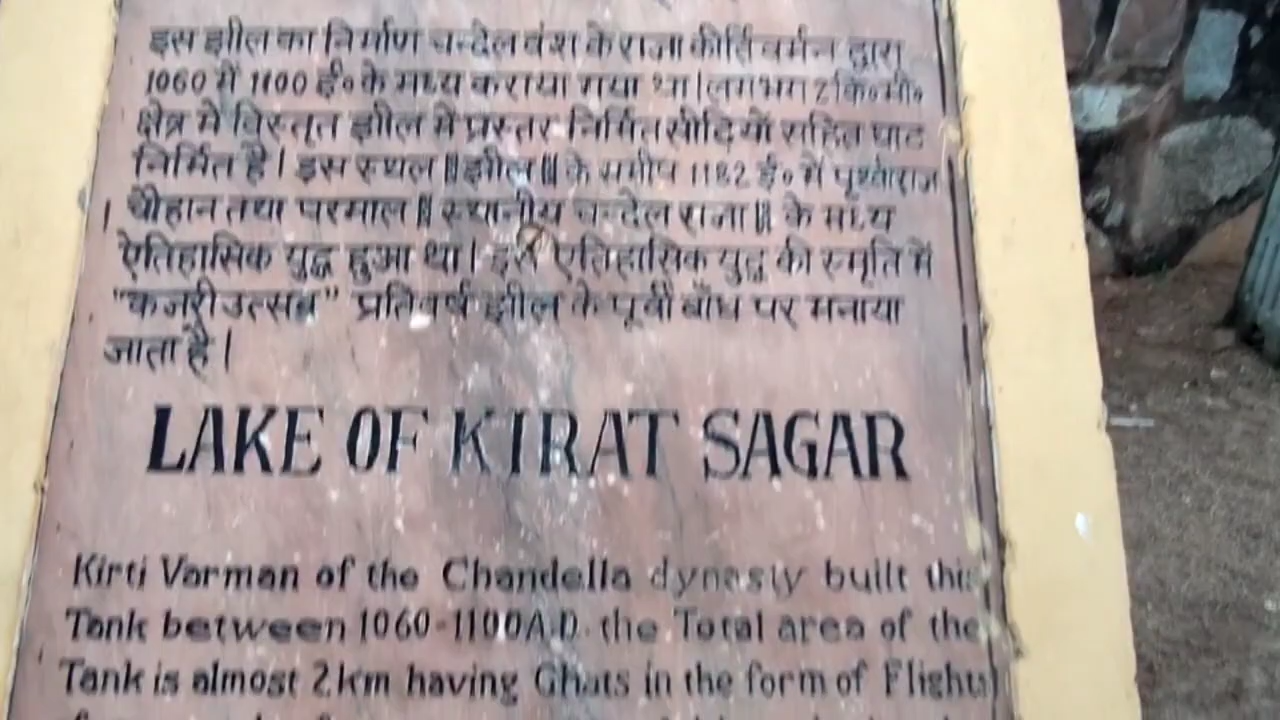 इस झील का निर्माण चन्देल वंश के राजा कीर्ति वर्मन द्वारा
1060 से 1100 ई० के मध्य कराया गया था। लगभग 2 कि०मी०
क्षेत्र में विस्तृत झील में प्रस्तर निर्मित सीढियों सहित घाट
निर्मित है। इस स्थल ॥झील॥ के समीप 1182 ई० में पृथ्वीराज
चौहान तथा परमाल ॥ स्थानीय चन्देल राजा॥ के मध्य
ऐतिहासिक युद्ध हुआ था। इस ऐतिहासिक युद्ध की स्मृति में
"कजरी उत्सव" प्रतिवर्ष झील के पूर्वी बाँध पर मनाया
जाता है।
LAKE OF KIRAT SAGAR
Kirti Varman of the Chandella dynasty built this
Tank between 1060-1100A.D. the Total area of the
Tank is almost 2km having Ghats in the form of Flights